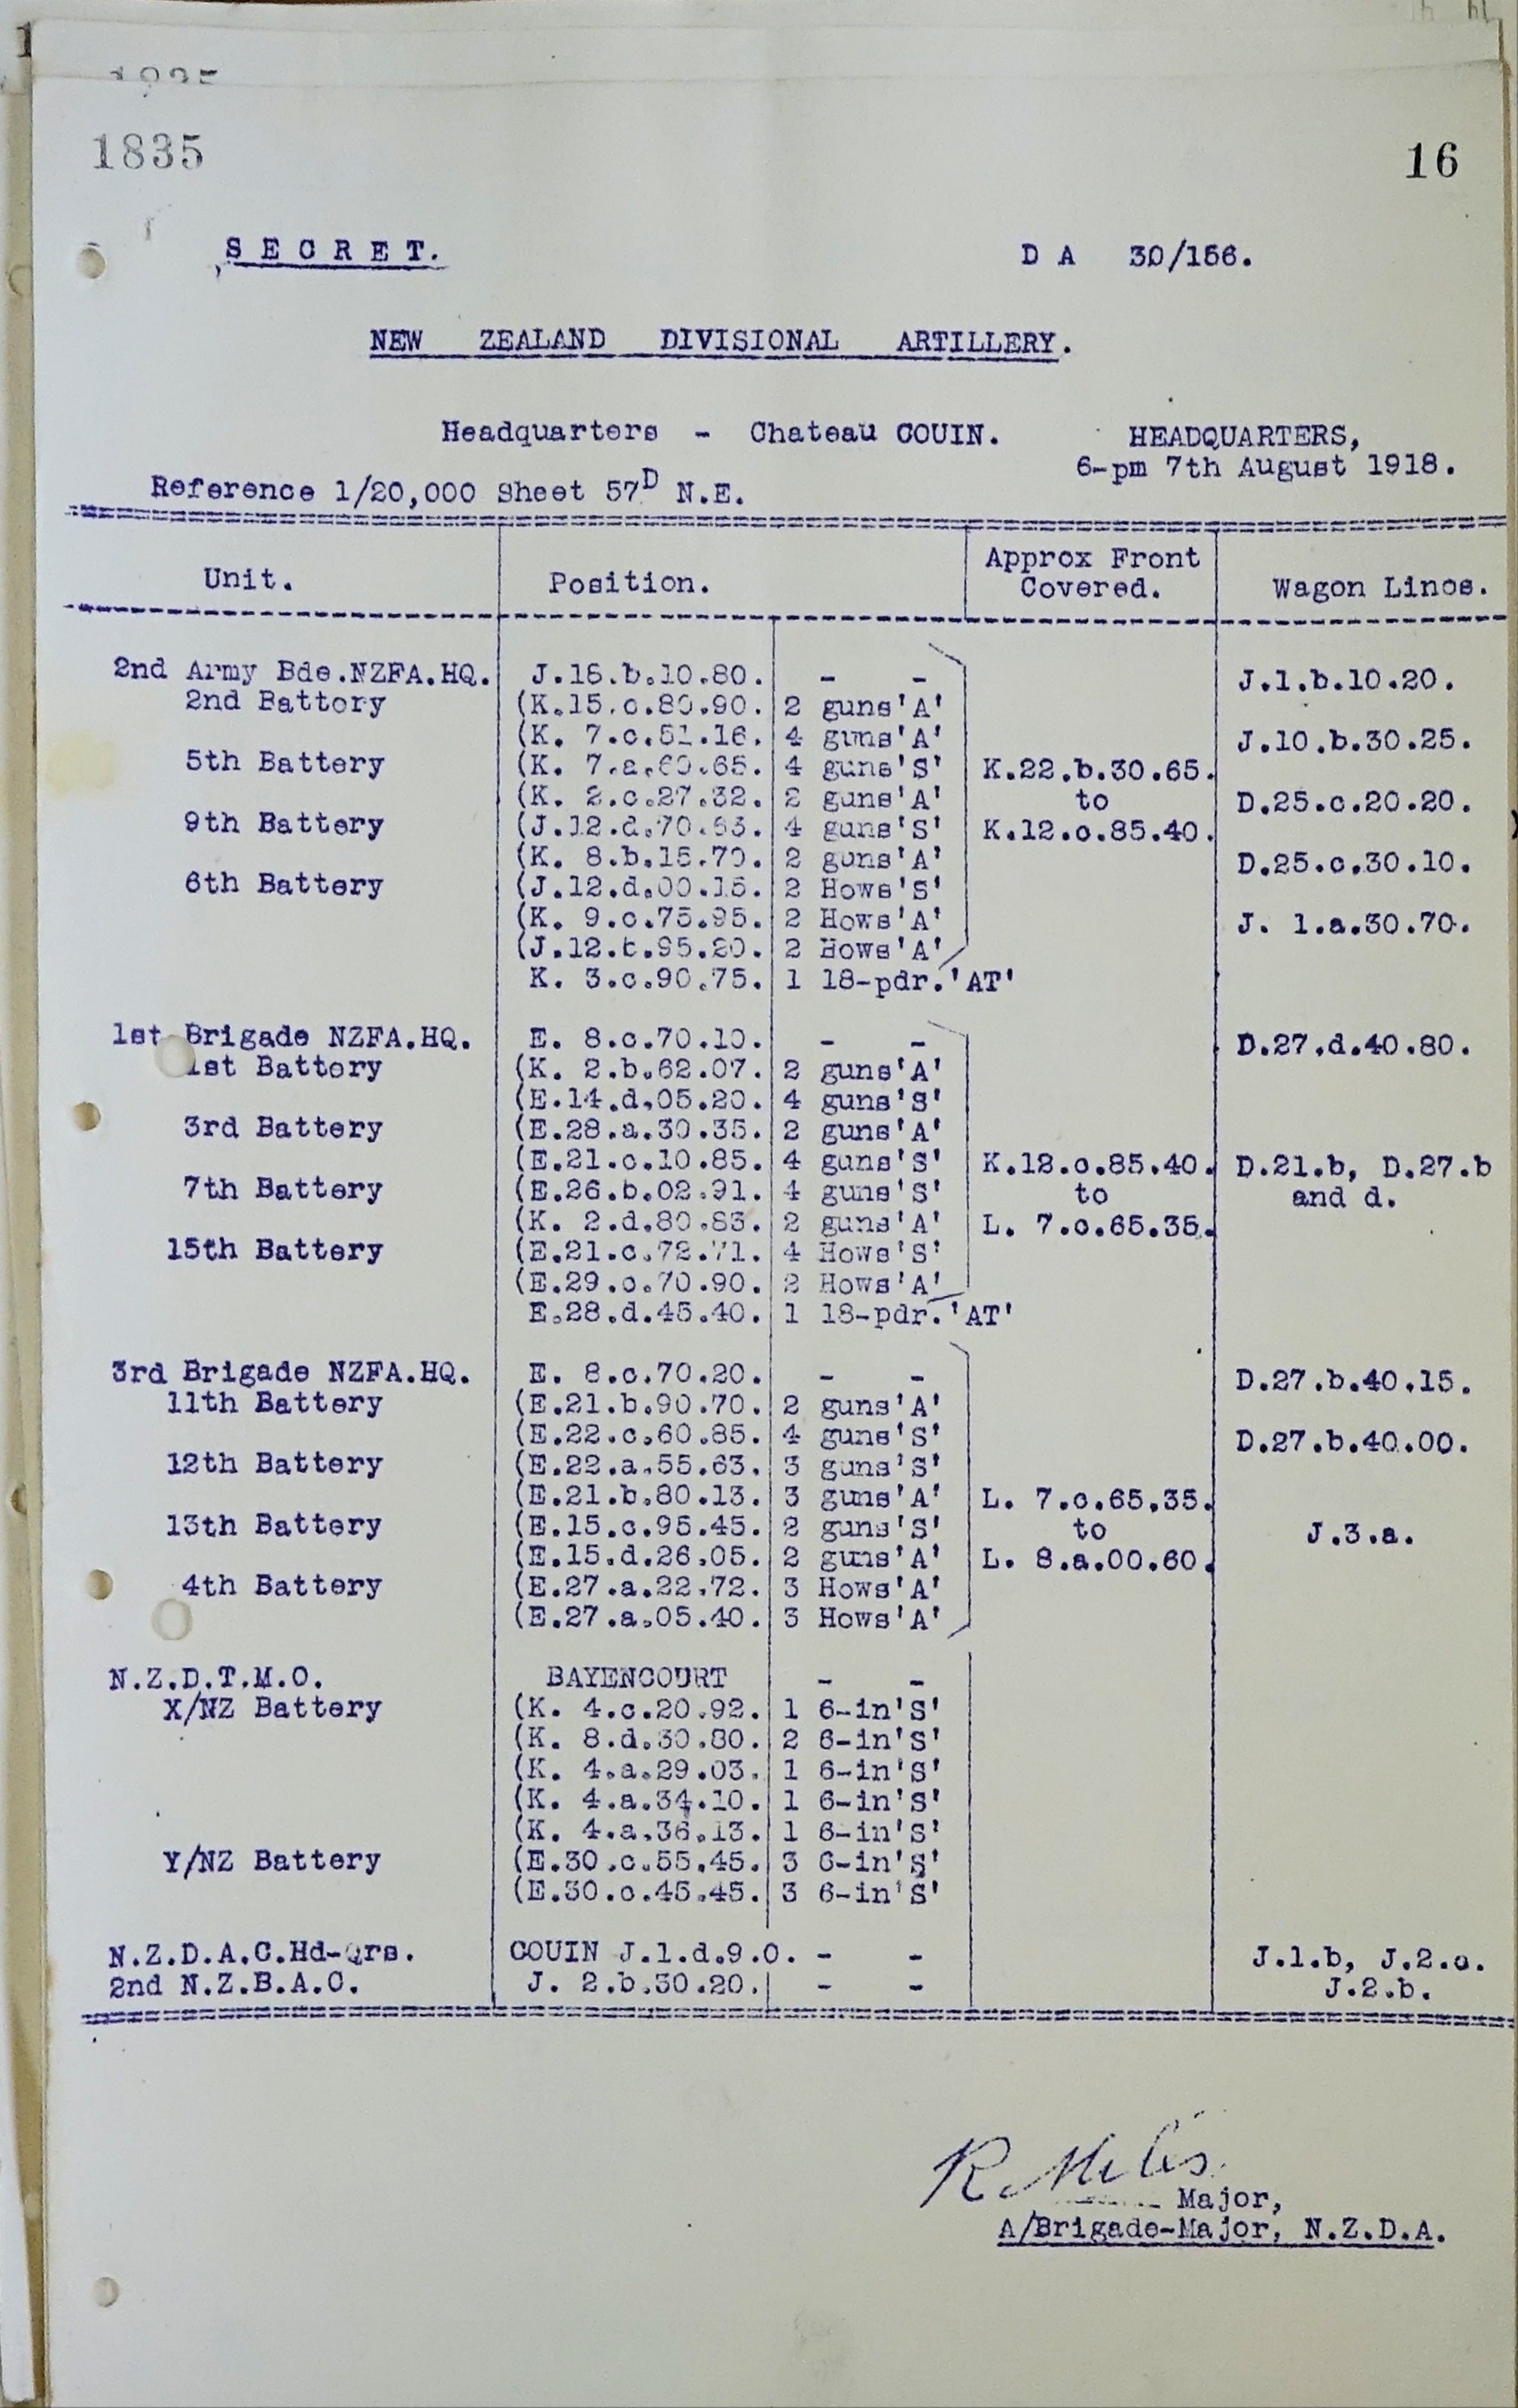 1835
16
S E C R E T.
D A 30/156.
NEW ZEALAND DIVISIONAL ARTILLERY.
Headquarters - Chateau COUIN.
HEADQUARTERS,
6-pm 7th August 1918.
Reference 1/20,000 Sheet 57D N.E.
Unit. Position. Approx Front Covered. Wagon Lines.
2nd Army Bde.NZFA.HQ. J.16.b.10.80. - - J.1.b.10.20.
2nd Battery (K.15.c.80.90. 2 guns'A'
(K. 7.c.51.16. 4 guns'A' J.10.b.30.25.
5th Battery (K. 7.a.60.65. 4 guns'S' K.22.b.30.65.
(K. 2.c.27.32. 2 guns'A' to D.25.c.20.20.
9th Battery (J.12.d.70.63. 4 guns'S' K.12.c.85.40.
(K. 8.b.15.70. 2 guns'A' D.25.c.30.10.
6th Battery (J.12.d.00.15. 2 Hows'S'
(K. 9.c.75.95. 2 Hows'A' J. 1.a.30.70.
(J.12.b.95.20. 2 Hows'A'
K. 3.c.90.75. 1 18-pdr.'AT'
1st Brigade NZFA.HQ. E. 8.c.70.10. - - D.27.d.40.80.
1st Battery (K. 2.b.62.07. 2 guns'A'
(E.14.d.05.20. 4 guns'S'
3rd Battery (E.28.a.30.35. 2 guns'A'
(E.21.c.10.85. 4 guns'S' K.12.c.85.40. D.21.b, D.27.b
7th Battery (E.26.b.02.91. 4 guns'S' to and d.
(K. 2.d.80.83. 2 guns'A' L. 7.c.65.35.
15th Battery (E.21.c.72.71. 4 Hows'S'
(E.29.c.70.90. 2 Hows'A'
E.28.d.45.40. 1 18-pdr.'AT'
3rd Brigade NZFA.HQ. E. 8.c.70.20. - - D.27.b.40.15.
11th Battery (E.21.b.90.70. 2 guns'A'
(E.22.c.60.85. 4 guns'S' D.27.b.40.00.
12th Battery (E.22.a.55.63. 3 guns'S'
(E.21.b.80.13. 3 guns'A' L. 7.c.65.35.
13th Battery (E.15.c.95.45. 2 guns'S' to J.3.a.
(E.15.d.26.05. 2 guns'A' L. 8.a.00.60.
4th Battery (E.27.a.22.72. 3 Hows'A'
(E.27.a.05.40. 3 Hows'A'
N.Z.D.T.M.O. BAYENCOURT - -
X/NZ Battery (K. 4.c.20.92. 1 6-in'S'
(K. 8.d.30.80. 2 6-in'S'
(K. 4.a.29.03. 1 6-in'S'
(K. 4.a.34.10. 1 6-in'S'
(K. 4.a.36.13. 1 6-in'S'
Y/NZ Battery (E.30.c.55.45. 3 6-in'S'
(E.30.c.45.45. 3 6-in'S'
N.Z.D.A.C.Hd-Qrs. COUIN J.1.d.9.0. - - J.1.b, J.2.a.
2nd N.Z.B.A.C. J. 2.b.30.20. - - J.2.b.
R Miles
Major,
A/Brigade-Major, N.Z.D.A.